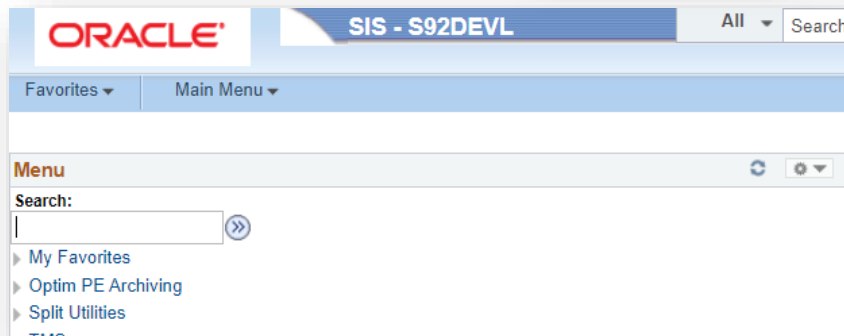 ORACLE®
SIS - S92DEVL
All
Search
Favorites
Main Menu
Menu
Search:
My Favorites
Optim PE Archiving
Split Utilities